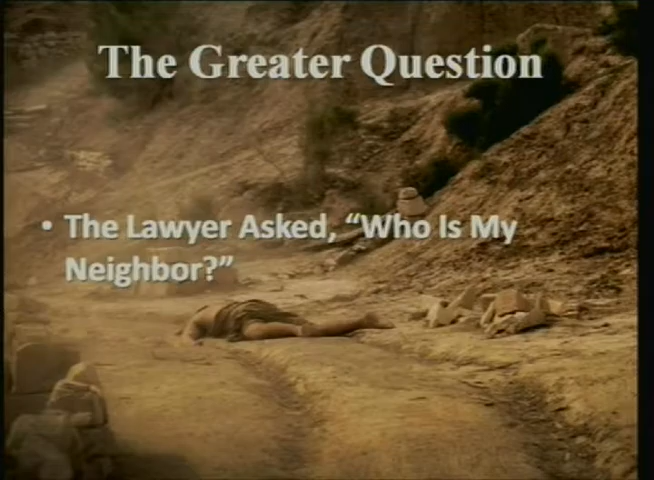 The Greater Question
• The Lawyer Asked, “Who Is My
Neighbor?”